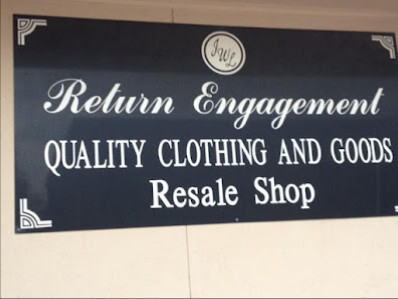 JWL
Return Engagement
QUALITY CLOTHING AND GOODS
Resale Shop